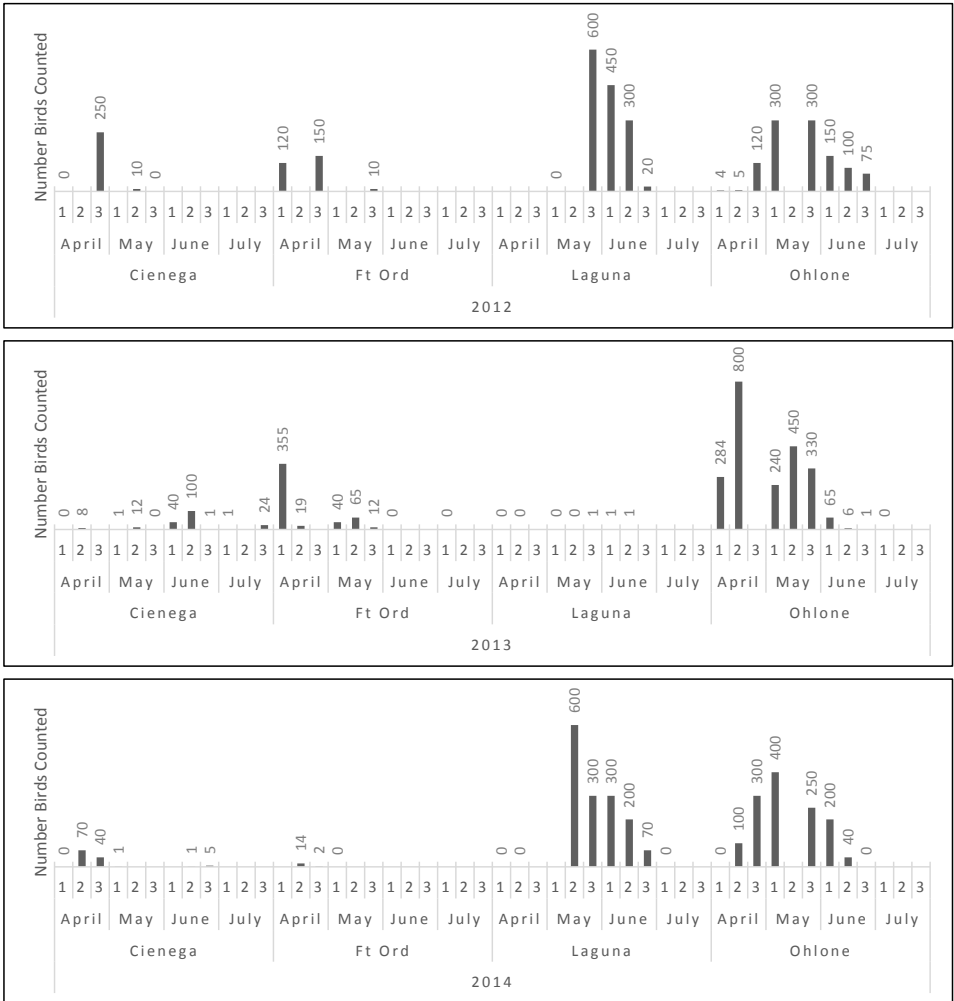 Number Birds Counted
0 250 10 0 120 150 10 0 600 450 300 20 4 5 120 300 300 150 100 75
1 2 3 1 2 3 1 2 3 1 2 3 1 2 3 1 2 3 1 2 3 1 2 3 1 2 3 1 2 3 1 2 3 1 2 3 1 2 3 1 2 3 1 2 3 1 2 3
April May June July April May June July April May June July April May June July
Cienega Ft Ord Laguna Ohlone
2012
Number Birds Counted
0 8 1 12 0 40 100 1 1 24 355 19 40 65 12 0 0 0 0 0 0 1 1 1 284 800 240 450 330 65 6 1 0
1 2 3 1 2 3 1 2 3 1 2 3 1 2 3 1 2 3 1 2 3 1 2 3 1 2 3 1 2 3 1 2 3 1 2 3 1 2 3 1 2 3 1 2 3 1 2 3
April May June July April May June July April May June July April May June July
Cienega Ft Ord Laguna Ohlone
2013
Number Birds Counted
0 70 40 1 1 5 14 2 0 0 0 600 300 300 200 70 0 0 100 300 400 250 200 40 0
1 2 3 1 2 3 1 2 3 1 2 3 1 2 3 1 2 3 1 2 3 1 2 3 1 2 3 1 2 3 1 2 3 1 2 3 1 2 3 1 2 3 1 2 3 1 2 3
April May June July April May June July April May June July April May June July
Cienega Ft Ord Laguna Ohlone
2014